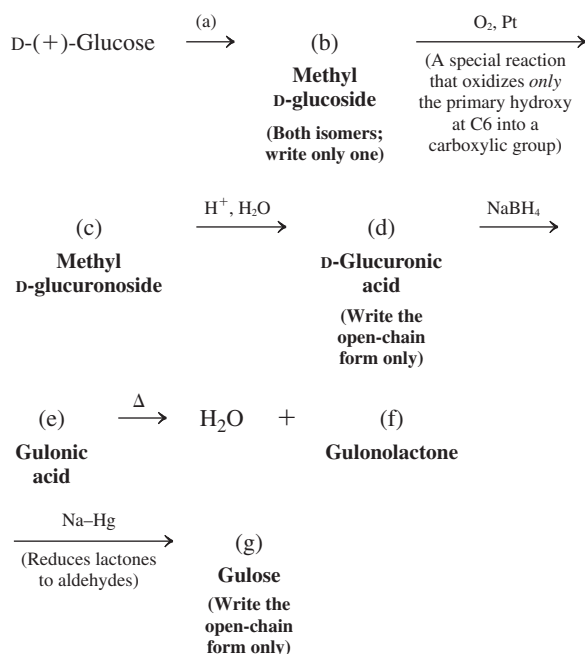 D-(+)-Glucose
(a)
(b)
Methyl
D-glucoside
(Both isomers;
write only one)
O₂, Pt
(A special reaction
that oxidizes only
the primary hydroxy
at C6 into a
carboxylic group)
(c)
Methyl
D-glucuronoside
H⁺, H₂O
(d)
D-Glucuronic
acid
(Write the
open-chain
form only)
NaBH₄
(e)
Gulonic
acid
Δ
H₂O + (f)
Gulonolactone
Na–Hg
(Reduces lactones
to aldehydes)
(g)
Gulose
(Write the
open-chain
form only)